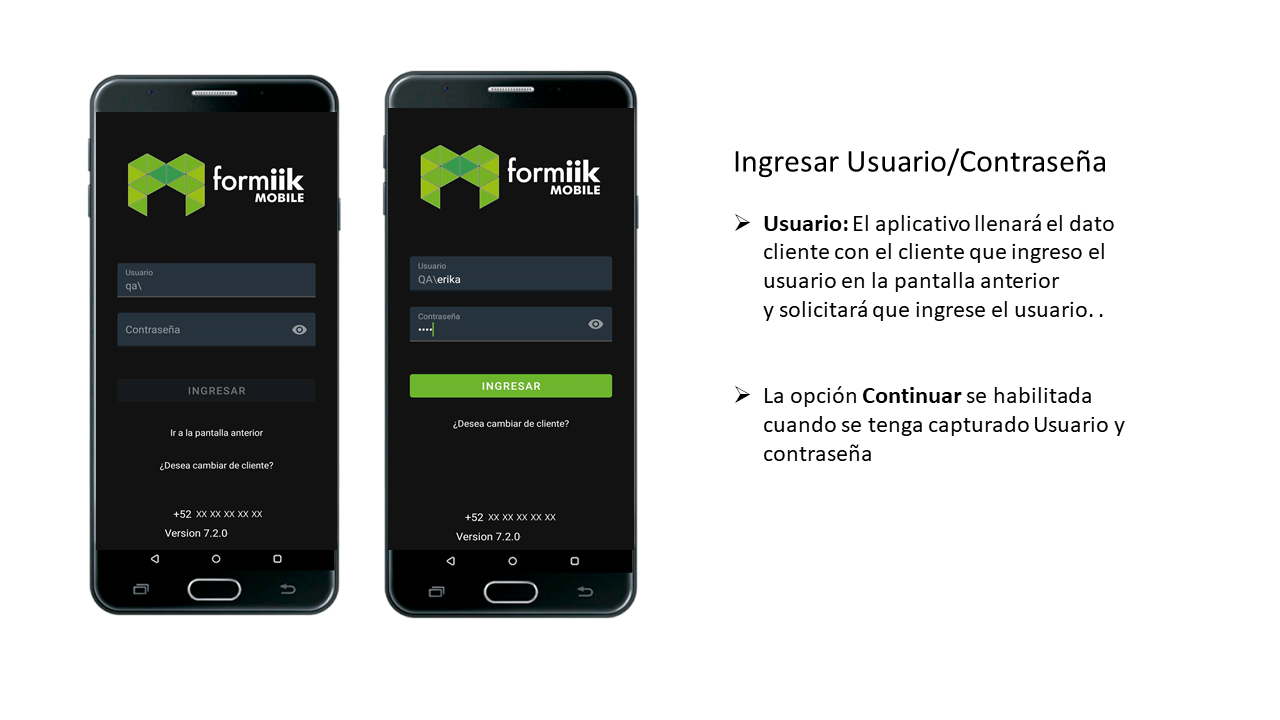 formiik
MOBILE
Usuario
qa\
Contraseña
INGRESAR
Ir a la pantalla anterior
¿Desea cambiar de cliente?
+52 XX XX XX XX XX
Version 7.2.0
formiik
MOBILE
Usuario
QA\erika
Contraseña
••••
INGRESAR
¿Desea cambiar de cliente?
+52 XX XX XX XX XX
Version 7.2.0
Ingresar Usuario/Contraseña
➢ Usuario: El aplicativo llenará el dato
cliente con el cliente que ingreso el
usuario en la pantalla anterior
y solicitará que ingrese el usuario. .
➢ La opción Continuar se habilitada
cuando se tenga capturado Usuario y
contraseña